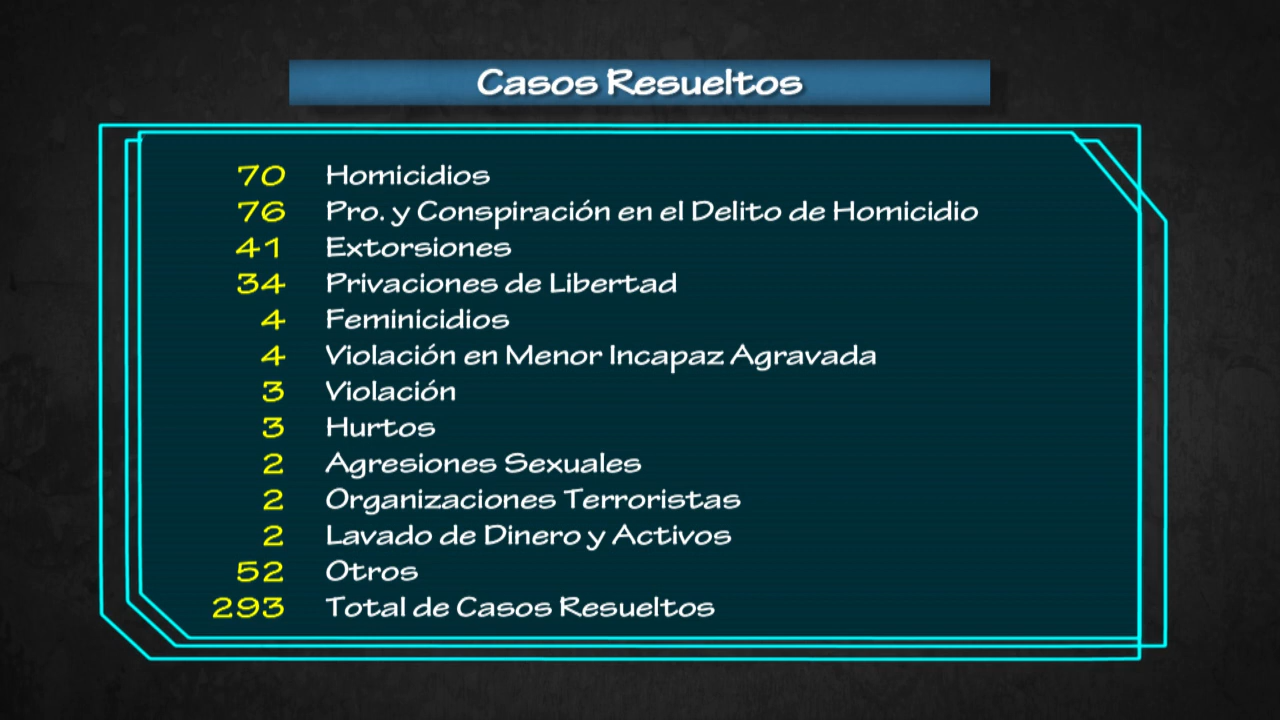 Casos Resueltos
70 Homicidios
76 Pro. y Conspiración en el Delito de Homicidio
41 Extorsiones
34 Privaciones de Libertad
4 Feminicidios
4 Violación en Menor Incapaz Agravada
3 Violación
3 Hurtos
2 Agresiones Sexuales
2 Organizaciones Terroristas
2 Lavado de Dinero y Activos
52 Otros
293 Total de Casos Resueltos